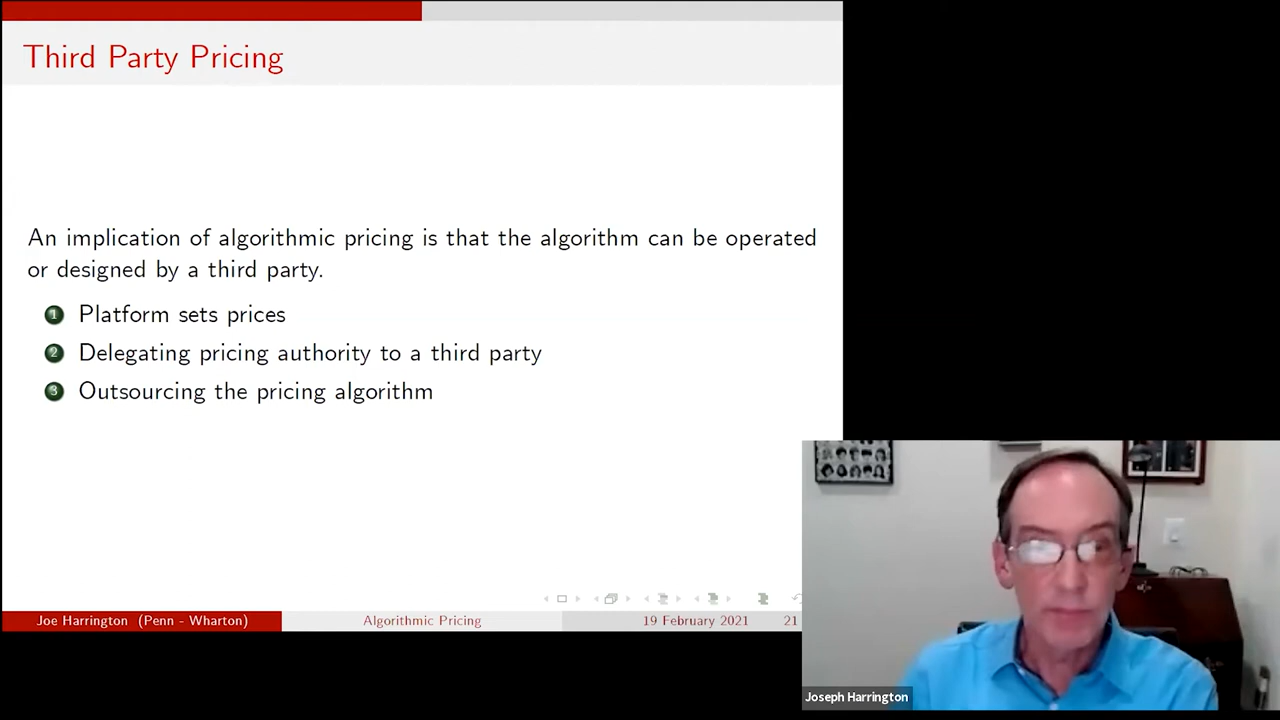 Third Party Pricing
An implication of algorithmic pricing is that the algorithm can be operated
or designed by a third party.
1 Platform sets prices
2 Delegating pricing authority to a third party
3 Outsourcing the pricing algorithm
Joe Harrington (Penn - Wharton) Algorithmic Pricing 19 February 2021 21
Joseph Harrington